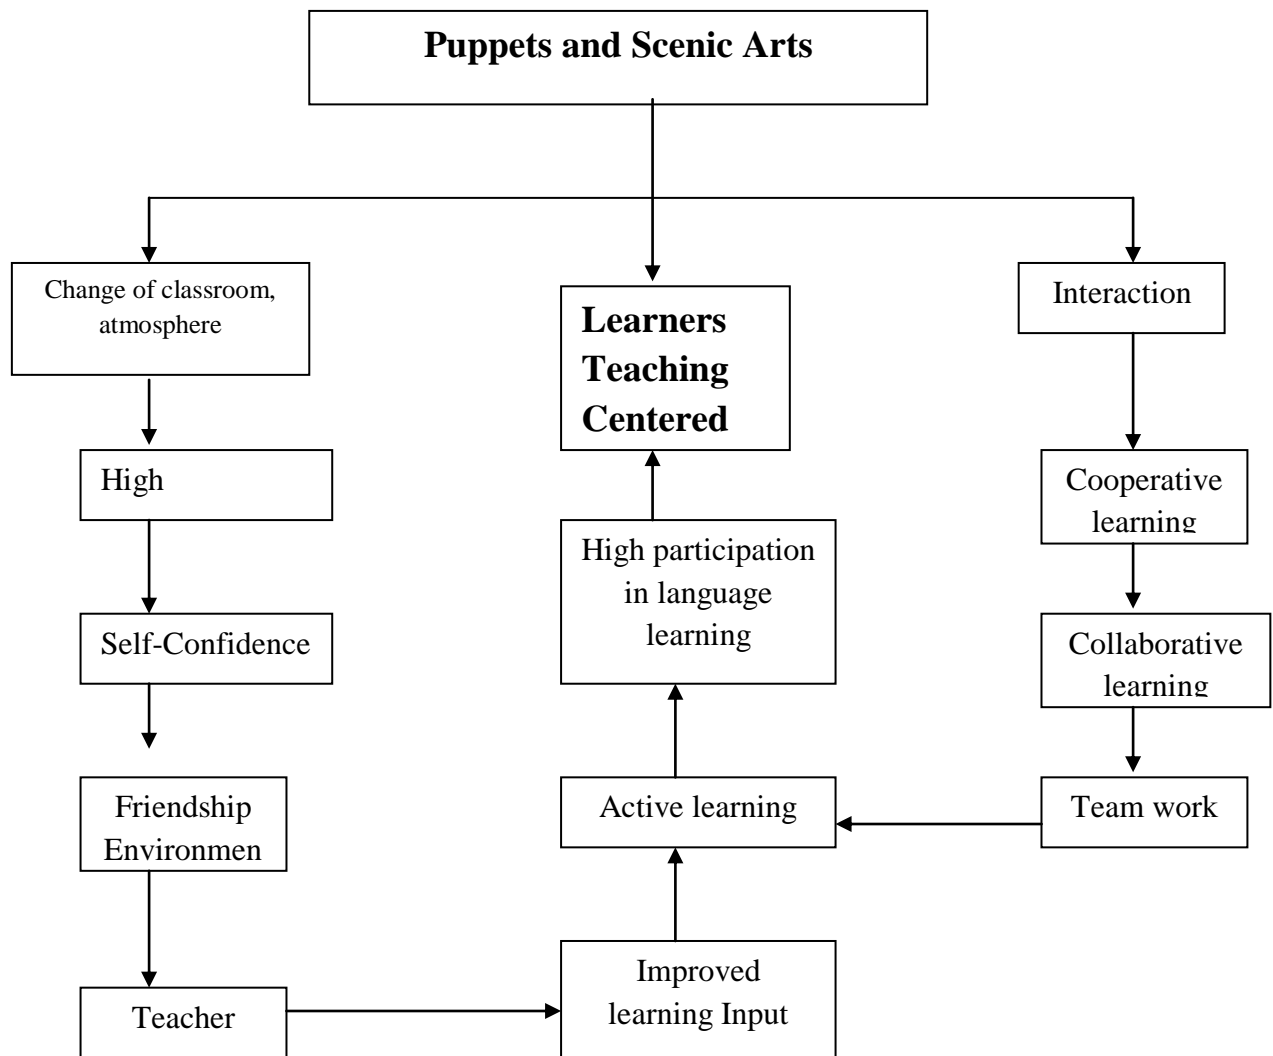 Puppets and Scenic Arts
Change of classroom,
atmosphere
High
Self-Confidence
Friendship
Environmen
Teacher
Learners
Teaching
Centered
High participation
in language
learning
Active learning
Improved
learning Input
Interaction
Cooperative
learning
Collaborative
learning
Team work